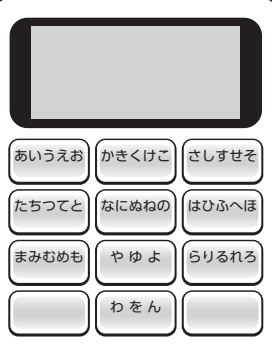 あいうえお かきくけこ さしすせそ
たちつてと なにぬねの はひふへほ
まみむめも や ゆ よ らりるれろ
わ を ん